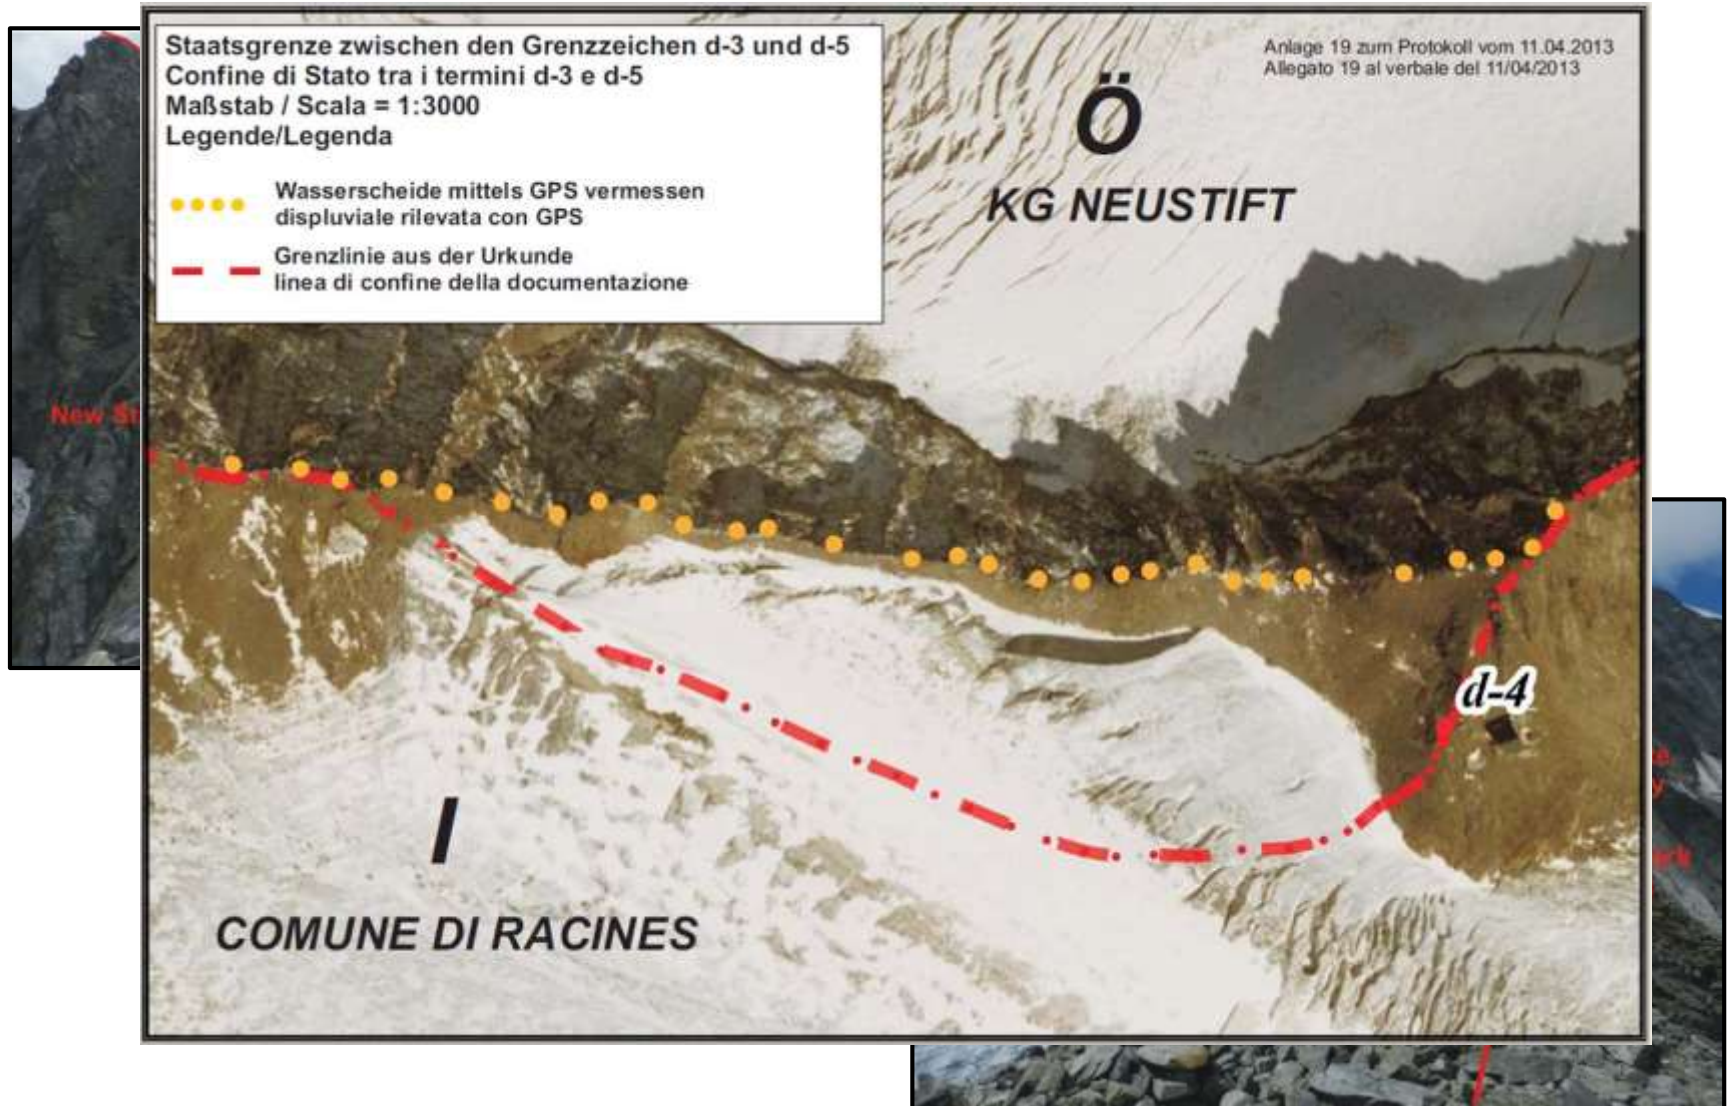 Staatsgrenze zwischen den Grenzzeichen d-3 und d-5
Confine di Stato tra i termini d-3 e d-5
Maßstab / Scala = 1:3000
Legende/Legenda
Wasserscheide mittels GPS vermessen
displuviale rilevata con GPS
Grenzlinie aus der Urkunde
linea di confine della documentazione
Anlage 19 zum Protokoll vom 11.04.2013
Allegato 19 al verbale del 11/04/2013
Ö
KG NEUSTIFT
New
d-4
I
COMUNE DI RACINES